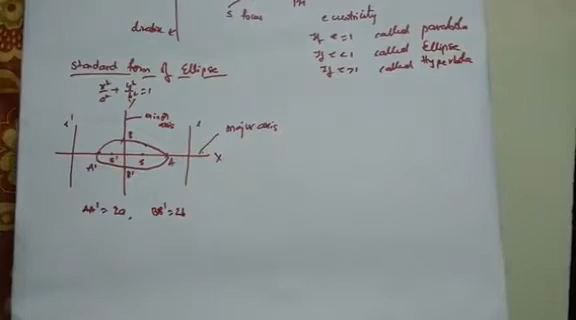 S focus
PM
directrix
eccentricity
If e=1 called parabola
If e<1 called Ellipse
If e>1 called Hyperbola
Standard form of Ellipse
x²/a² + y²/b² = 1
minor axis
major axis
l' l
B
A' S' S A X
B'
AA' = 2a, BB' = 2b